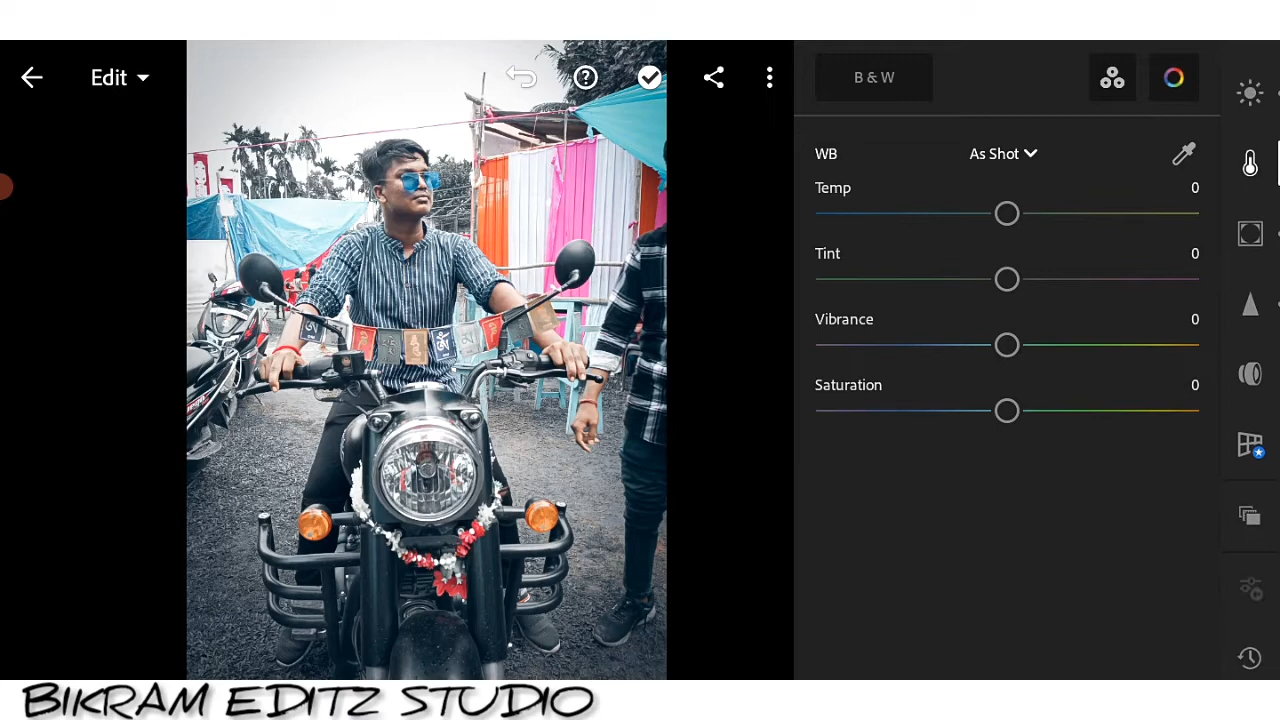 Edit
B & W
WB As Shot
Temp 0
Tint 0
Vibrance 0
Saturation 0
BIKRAM EDITZ STUDIO